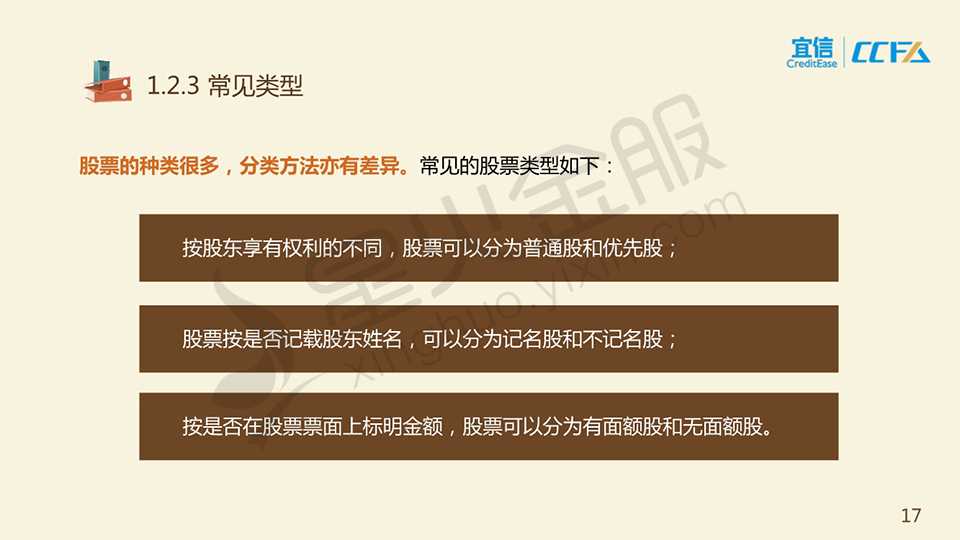 宜信
CreditEase
CCFA
1.2.3 常见类型
股票的种类很多，分类方法亦有差异。常见的股票类型如下：
按股东享有权利的不同，股票可以分为普通股和优先股；
股票按是否记载股东姓名，可以分为记名股和不记名股；
按是否在股票票面上标明金额，股票可以分为有面额股和无面额股。
星火金服
xinghuo.yixin.com
17